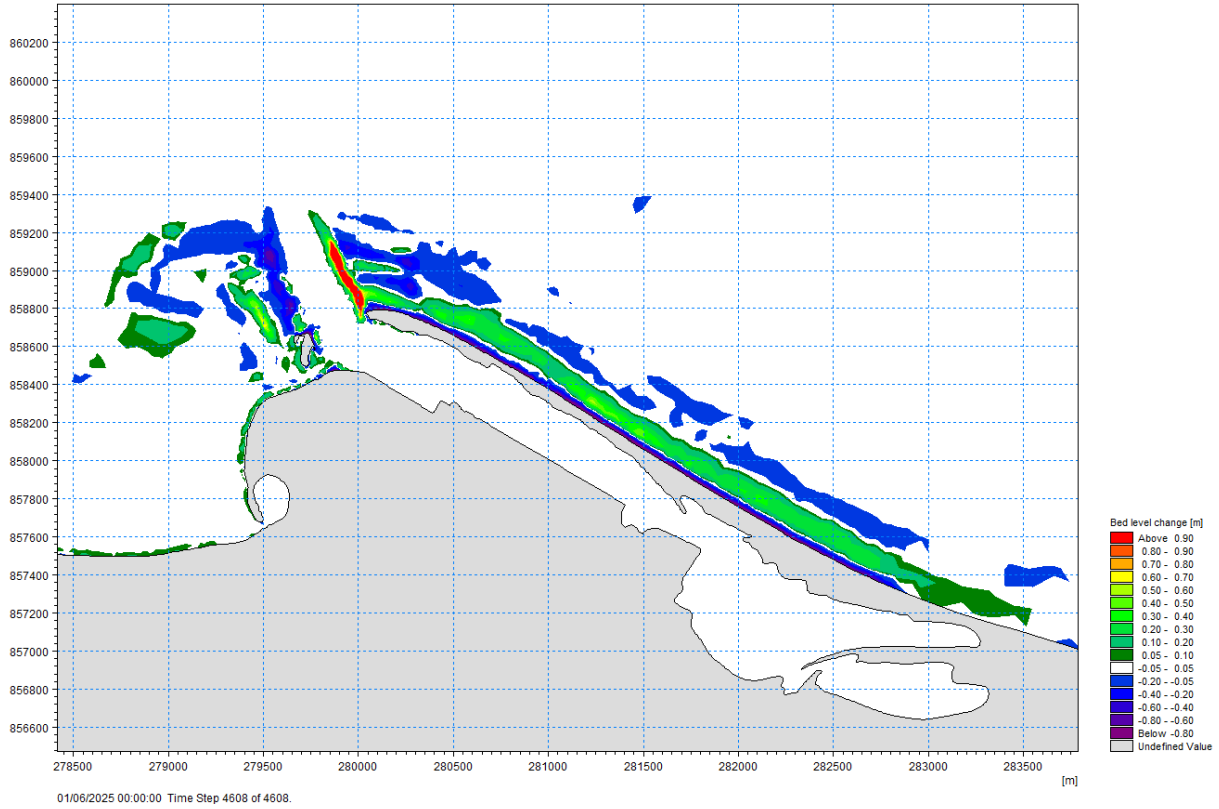 860200
860000
859800
859600
859400
859200
859000
858800
858600
858400
858200
858000
857800
857600
857400
857200
857000
856800
856600
278500 279000 279500 280000 280500 281000 281500 282000 282500 283000 283500
[m]
01/06/2025 00:00:00 Time Step 4608 of 4608.
Bed level change [m]
Above 0.90
0.80 - 0.90
0.70 - 0.80
0.60 - 0.70
0.50 - 0.60
0.40 - 0.50
0.30 - 0.40
0.20 - 0.30
0.10 - 0.20
0.05 - 0.10
-0.05 - 0.05
-0.20 - -0.05
-0.40 - -0.20
-0.60 - -0.40
-0.80 - -0.60
Below -0.80
Undefined Value